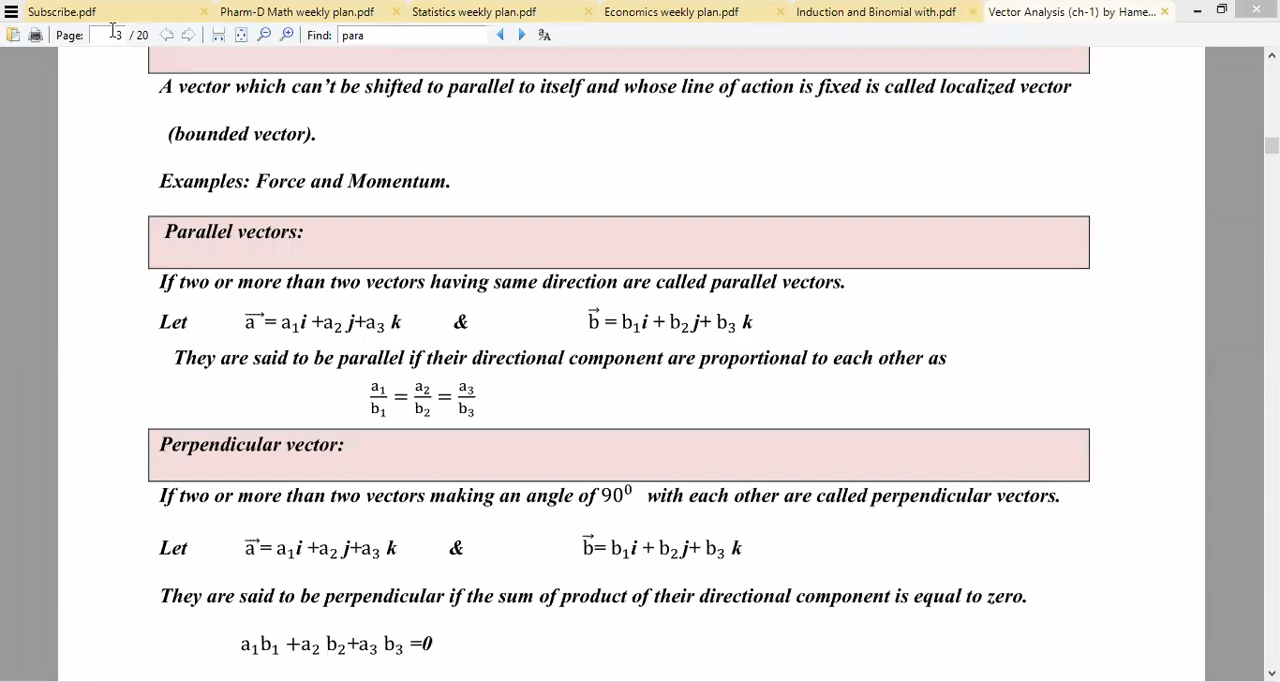 Subscribe.pdf Pharm-D Math weekly plan.pdf Statistics weekly plan.pdf Economics weekly plan.pdf Induction and Binomial with.pdf Vector Analysis (ch-1) by Hame...
Page: 3 / 20 Find: para
A vector which can't be shifted to parallel to itself and whose line of action is fixed is called localized vector
(bounded vector).
Examples: Force and Momentum.
Parallel vectors:
If two or more than two vectors having same direction are called parallel vectors.
Let a⃗ = a₁i +a₂ j+a₃ k & b⃗ = b₁i + b₂j+ b₃ k
They are said to be parallel if their directional component are proportional to each other as
a₁/b₁ = a₂/b₂ = a₃/b₃
Perpendicular vector:
If two or more than two vectors making an angle of 90⁰ with each other are called perpendicular vectors.
Let a⃗= a₁i +a₂ j+a₃ k & b⃗= b₁i + b₂j+ b₃ k
They are said to be perpendicular if the sum of product of their directional component is equal to zero.
a₁b₁ +a₂ b₂+a₃ b₃ =0